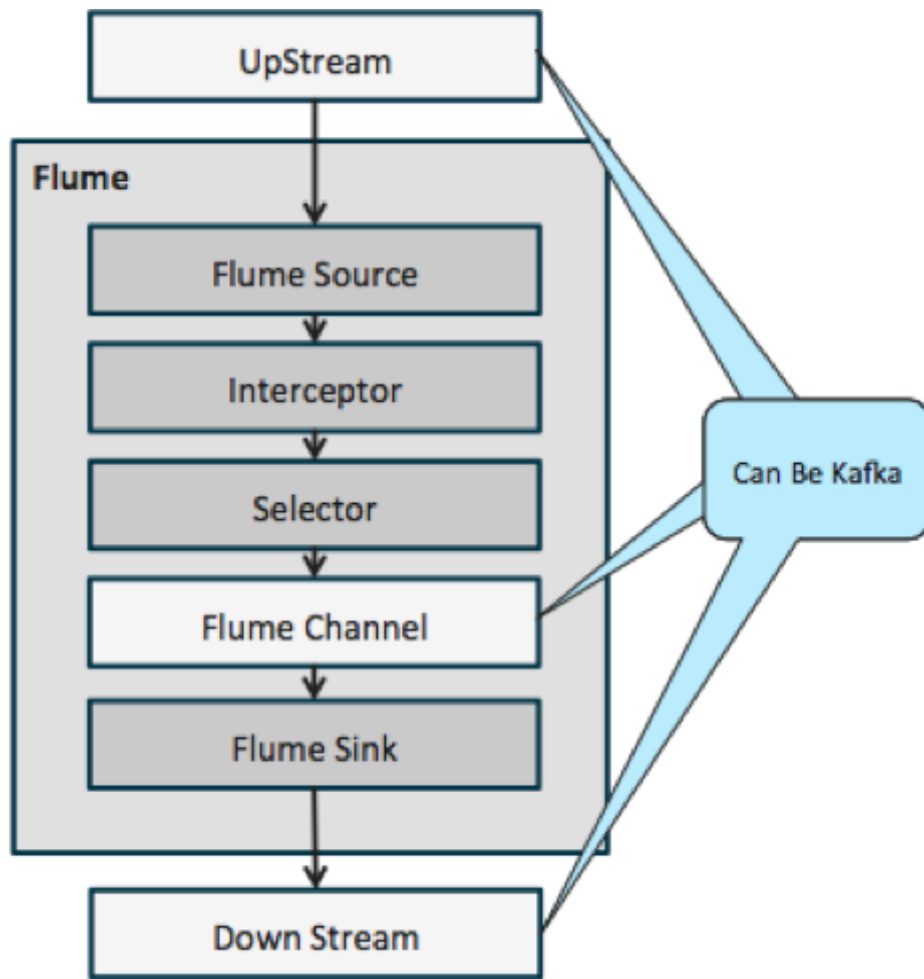 UpStream
Flume
Flume Source
Interceptor
Selector
Can Be Kafka
Flume Channel
Flume Sink
Down Stream